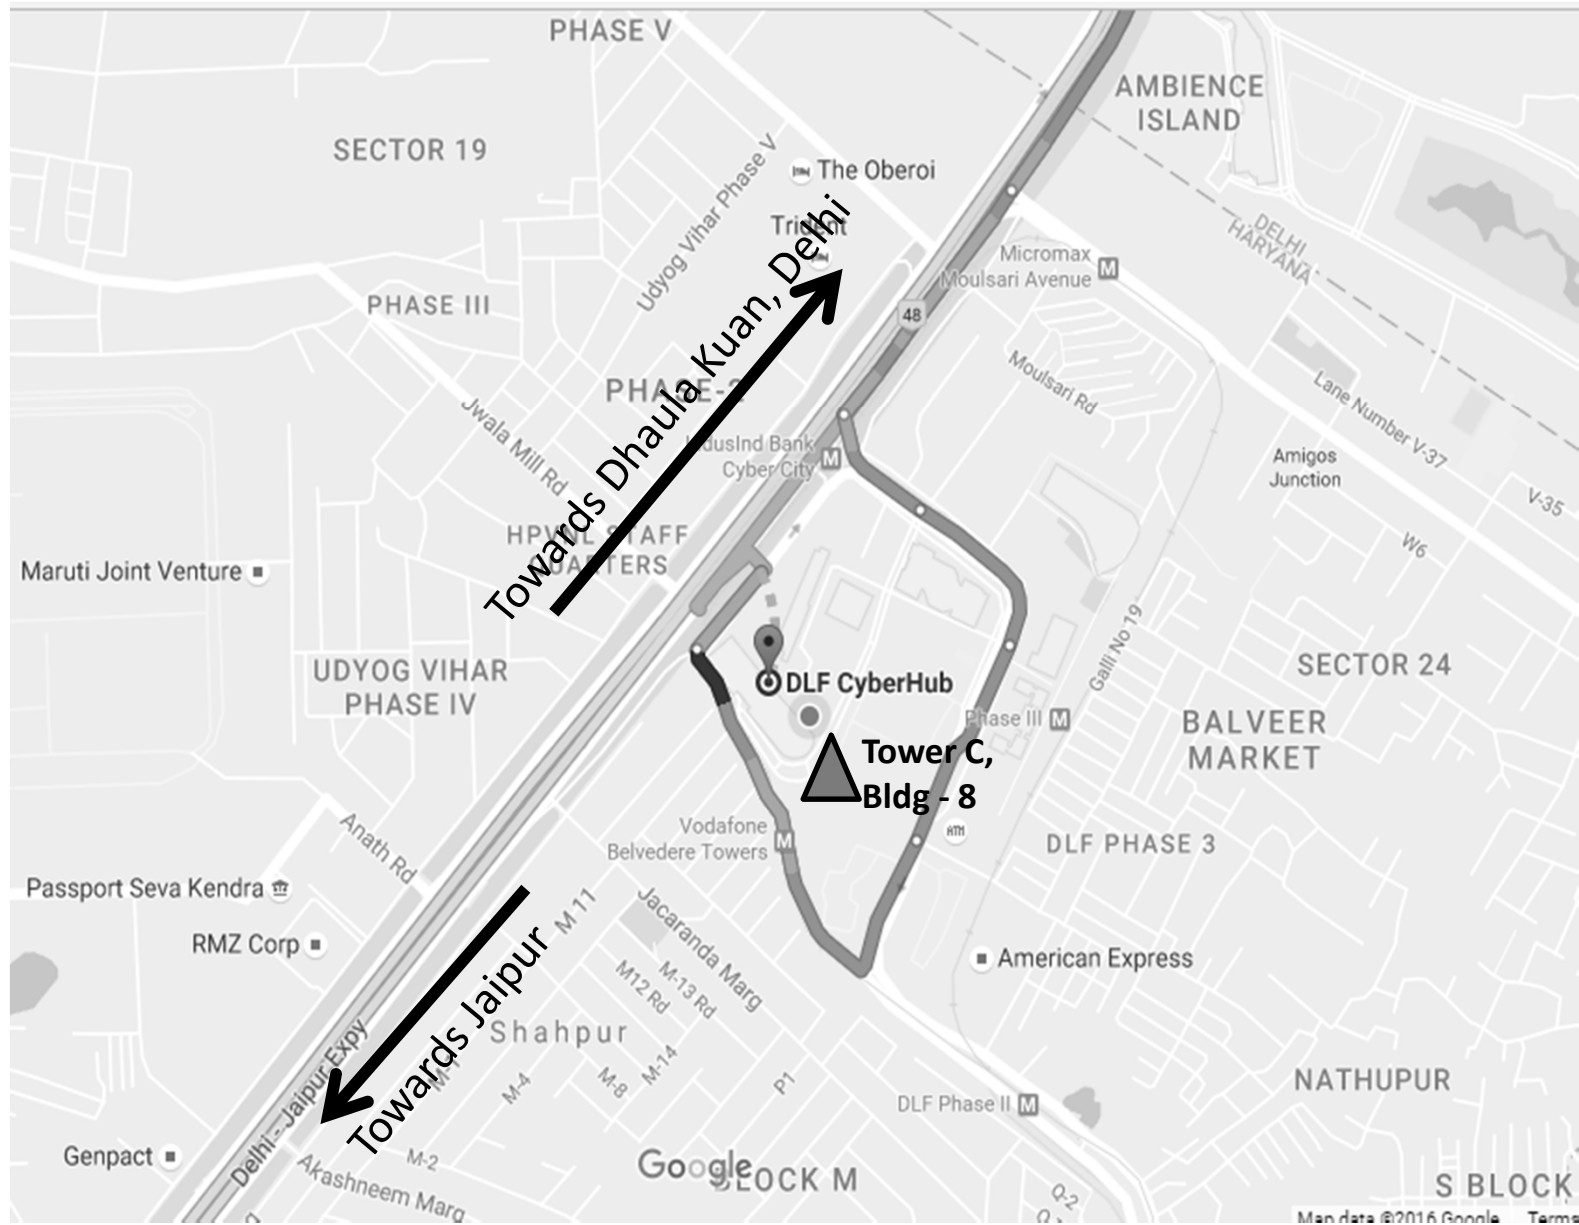 PHASE V
AMBIENCE
ISLAND
SECTOR 19
The Oberoi
Udyog Vihar Phase V
Trident
Towards Dhaula Kuan, Delhi
DELHI
HARYANA
Micromax
Moulsari Avenue
M
PHASE III
48
Moulsari Rd
PHASE-2
Lane Number V-37
Jwala Mill Rd
IndusInd Bank
Cyber City
M
Amigos
Junction
V-35
W6
HPVNL STAFF
QUARTERS
Maruti Joint Venture
Galli No 19
UDYOG VIHAR
PHASE IV
DLF CyberHub
SECTOR 24
Phase III
M
BALVEER
MARKET
Tower C,
Bldg - 8
Vodafone
Belvedere Towers
M
ATM
DLF PHASE 3
Anath Rd
Passport Seva Kendra
RMZ Corp
M 11
Jacaranda Marg
American Express
M12 Rd
M-13 Rd
Towards Jaipur
Shahpur
Delhi - Jaipur Expy
M-4
M-8
M-14
P1
NATHUPUR
DLF Phase II
M
Genpact
M-2
Akashneem Marg
Google
BLOCK M
Q-2
S BLOCK
Map data ©2016 Google
Terms